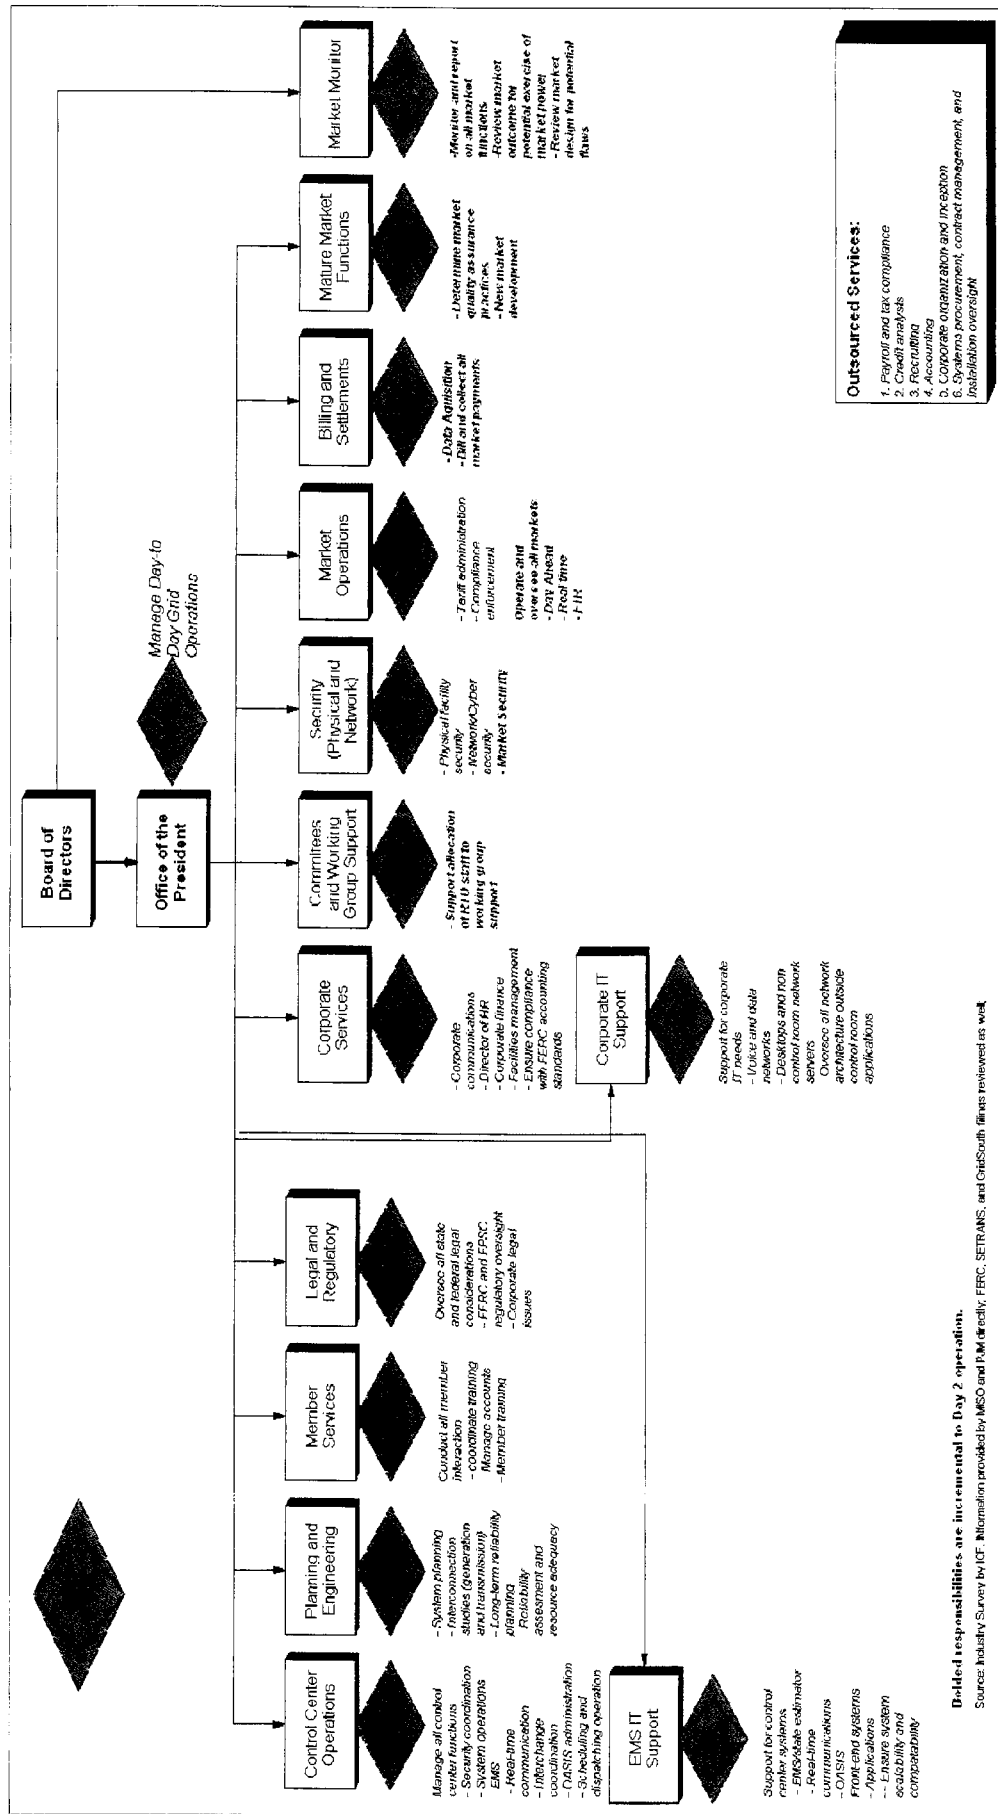 Board of
Directors
Office of the
President
Manage Day-to
Day Grid
Operations
Control Center
Operations
Manage all control
center functions
- Security coordination
- System operations
EMS
- Real-time
communication
- Interchange
coordination
- OASIS administration
- Scheduling and
dispatching operation
Planning and
Engineering
- System planning
- Interconnection
studies (generation
and transmission)
- Long-term reliability
planning
Reliability
assesment and
resource adequacy
Member
Services
Conduct all member
interaction
- coordinate training
Manage accounts
- Member training
Legal and
Regulatory
Oversee all state
and federal legal
considerations
- FERC and FPSC
regulatory oversight
- Corporate legal
issues
Corporate
Services
- Corporate
communications
- Director of HR
- Corporate finance
- Facilities management
- Ensure compliance
with FERC accounting
standards
Commitees
and Working
Group Support
- Support allocation
of RTO staff to
working group
support
Security
(Physical and
Network)
- Physical facility
security
- Network/Cyber
security
- Market security
Market
Operations
- Tariff administration
- Compliance
enforcement
Operate and
oversee all markets
- Day Ahead
- Real time
- FTR
Billing and
Settlements
- Data Aquisition
- Bill and collect all
market payments
Mature Market
Functions
- Determine market
quality assurance
practices
- New market
development
Market Monitor
- Monitor and report
on all market
functions
- Review market
outcome for
potential exercise of
market power
- Review market
design for potential
flaws
EMS IT
Support
Support for control
center systems
- EMS/state estimator
- Real-time
communications
- OASIS
Front-end systems
- Applications
-- Ensure system
scalability and
compatability
Corporate IT
Support
Support for corporate
IT needs
- Voice and data
networks
- Desktops and non
control room network
servers
Oversee all network
architecture outside
control room
applications
Outsourced Services:
1. Payroll and tax compliance
2. Credit analysts
3. Recruiting
4. Accounting
5. Corporate organization and inception
6. Systems procurement, contract management, and
installation oversight
Bolded responsibilities are incremental to Day 2 operation.
Source: Industry Survey by ICF. Information provided by MISO and PJM directly; FERC, SETRANS, and GridSouth filings reviewed as well.